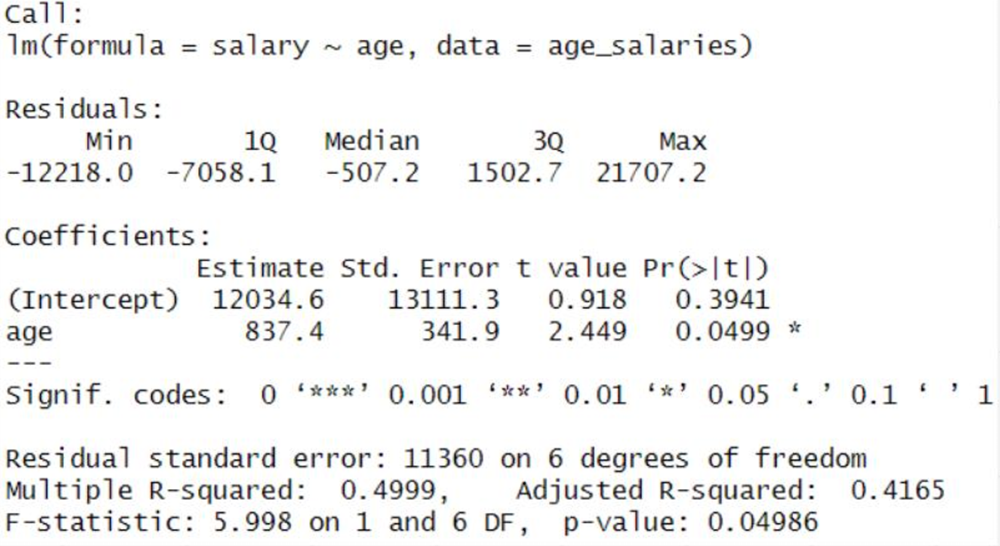 Call:
lm(formula = salary ~ age, data = age_salaries)
Residuals:
Min 1Q Median 3Q Max
-12218.0 -7058.1 -507.2 1502.7 21707.2
Coefficients:
Estimate Std. Error t value Pr(>|t|)
(Intercept) 12034.6 13111.3 0.918 0.3941
age 837.4 341.9 2.449 0.0499 *
---
Signif. codes: 0 ‘***’ 0.001 ‘**’ 0.01 ‘*’ 0.05 ‘.’ 0.1 ‘ ’ 1
Residual standard error: 11360 on 6 degrees of freedom
Multiple R-squared: 0.4999, Adjusted R-squared: 0.4165
F-statistic: 5.998 on 1 and 6 DF, p-value: 0.04986